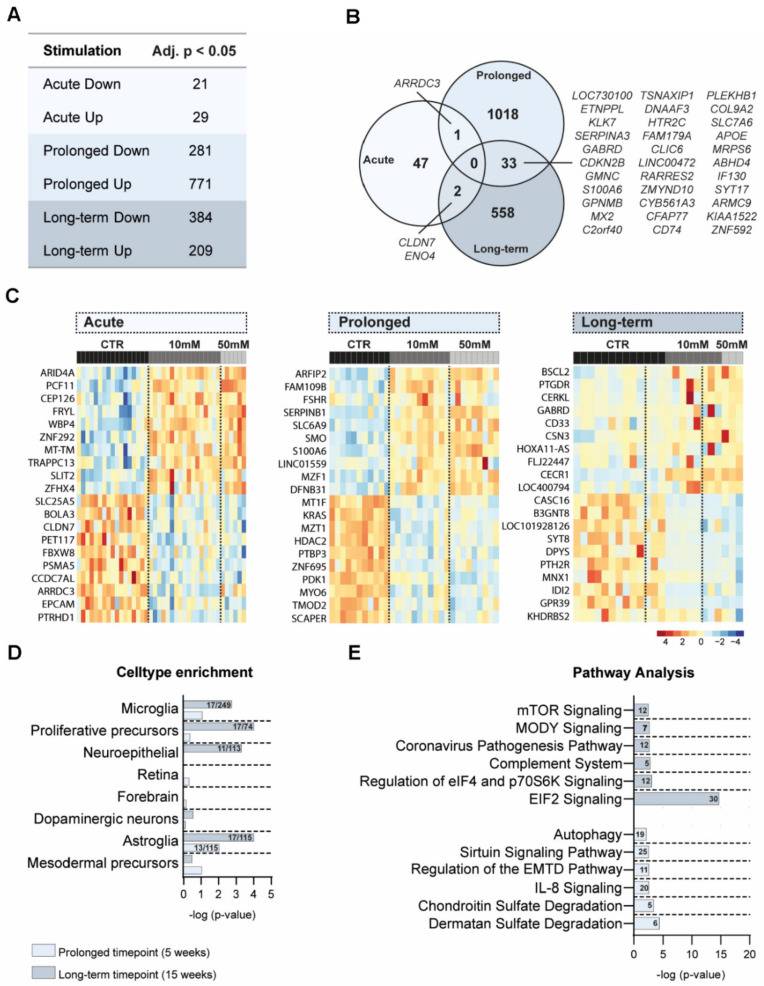 A
Stimulation Adj. p < 0.05
Acute Down 21
Acute Up 29
Prolonged Down 281
Prolonged Up 771
Long-term Down 384
Long-term Up 209
B
ARRDC3
Prolonged
1018
1
Acute
47
0
33
2
558
Long-term
CLDN7
ENO4
LOC730100 TSNAXIP1 PLEKHB1
ETNPPL DNAAF3 COL9A2
KLK7 HTR2C SLC7A6
SERPINA3 FAM179A APOE
GABRD CLIC6 MRPS6
CDKN2B LINC00472 ABHD4
GMNC RARRES2 IF130
S100A6 ZMYND10 SYT17
GPNMB CYB561A3 ARMC9
MX2 CFAP77 KIAA1522
C2orf40 CD74 ZNF592
C
Acute
CTR 10mM 50mM
ARID4A
PCF11
CEP126
FRYL
WBP4
ZNF292
MT-TM
TRAPPC13
SLIT2
ZFHX4
SLC25A5
BOLA3
CLDN7
PET117
FBXW8
PSMA5
CCDC7AL
ARRDC3
EPCAM
PTRHD1
Prolonged
CTR 10mM 50mM
ARFIP2
FAM109B
FSHR
SERPINB1
SLC6A9
SMO
S100A6
LINC01559
MZF1
DFNB31
MT1F
KRAS
MZT1
HDAC2
PTBP3
ZNF695
PDK1
MYO6
TMOD2
SCAPER
Long-term
CTR 10mM 50mM
BSCL2
PTGDR
CERKL
GABRD
CD33
CSN3
HOXA11-AS
FLJ22447
CECR1
LOC400794
CASC16
B3GNT8
LOC101928126
SYT8
DPYS
PTH2R
MNX1
IDI2
GPR39
KHDRBS2
4 2 0 −2 −4
D
Celltype enrichment
Microglia 17/249
Proliferative precursors 17/74
Neuroepithelial 11/113
Retina
Forebrain
Dopaminergic neurons
Astroglia 17/115
13/115
Mesodermal precursors
0 1 2 3 4 5
-log (p-value)
Prolonged timepoint (5 weeks)
Long-term timepoint (15 weeks)
E
Pathway Analysis
mTOR Signaling 12
MODY Signaling 7
Coronavirus Pathogenesis Pathway 12
Complement System 5
Regulation of eIF4 and p70S6K Signaling 12
EIF2 Signaling 30
Autophagy 19
Sirtuin Signaling Pathway 25
Regulation of the EMTD Pathway 11
IL-8 Signaling 20
Chondroitin Sulfate Degradation 5
Dermatan Sulfate Degradation 6
0 5 10 15 20
-log (p-value)